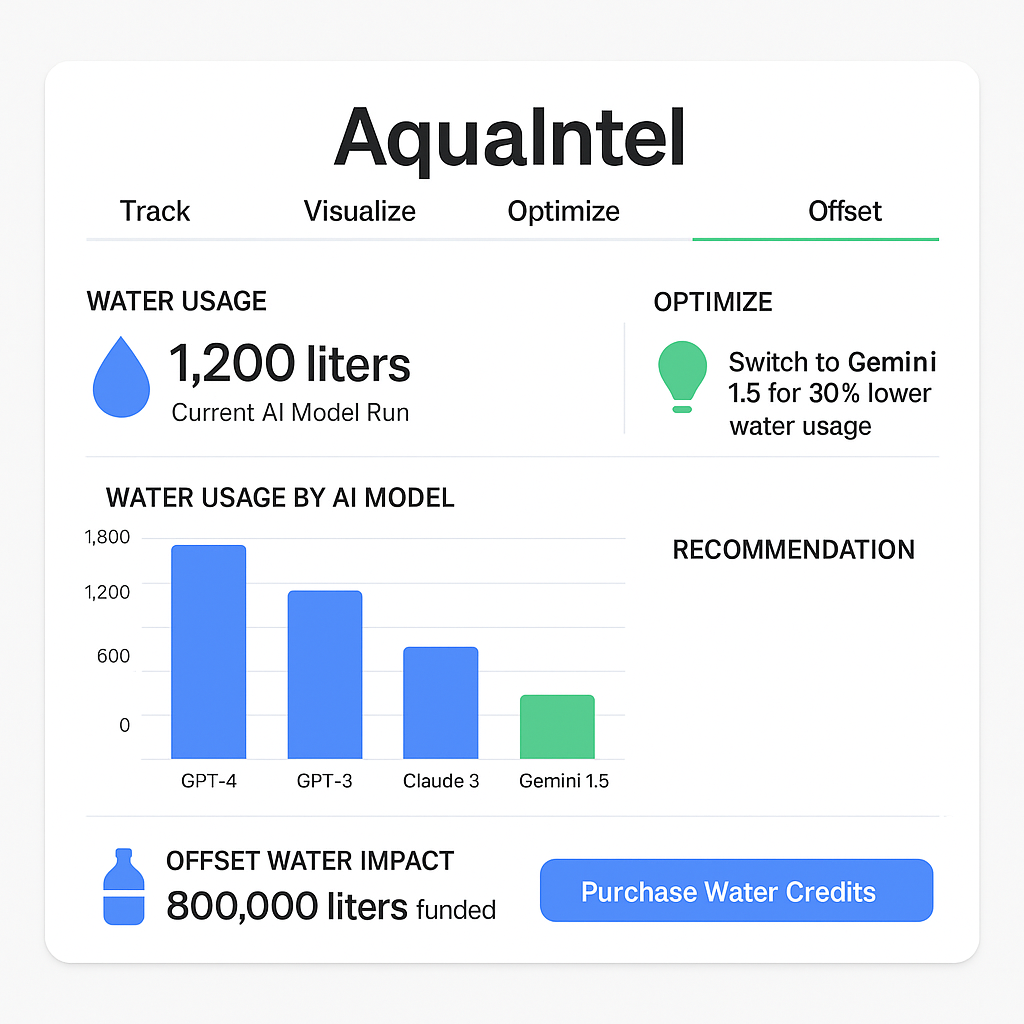 AquaIntel
Track Visualize Optimize Offset
WATER USAGE
1,200 liters
Current AI Model Run
OPTIMIZE
Switch to Gemini
1.5 for 30% lower
water usage
WATER USAGE BY AI MODEL
1,800
1,200
600
0
GPT-4 GPT-3 Claude 3 Gemini 1.5
RECOMMENDATION
OFFSET WATER IMPACT
800,000 liters funded
Purchase Water Credits